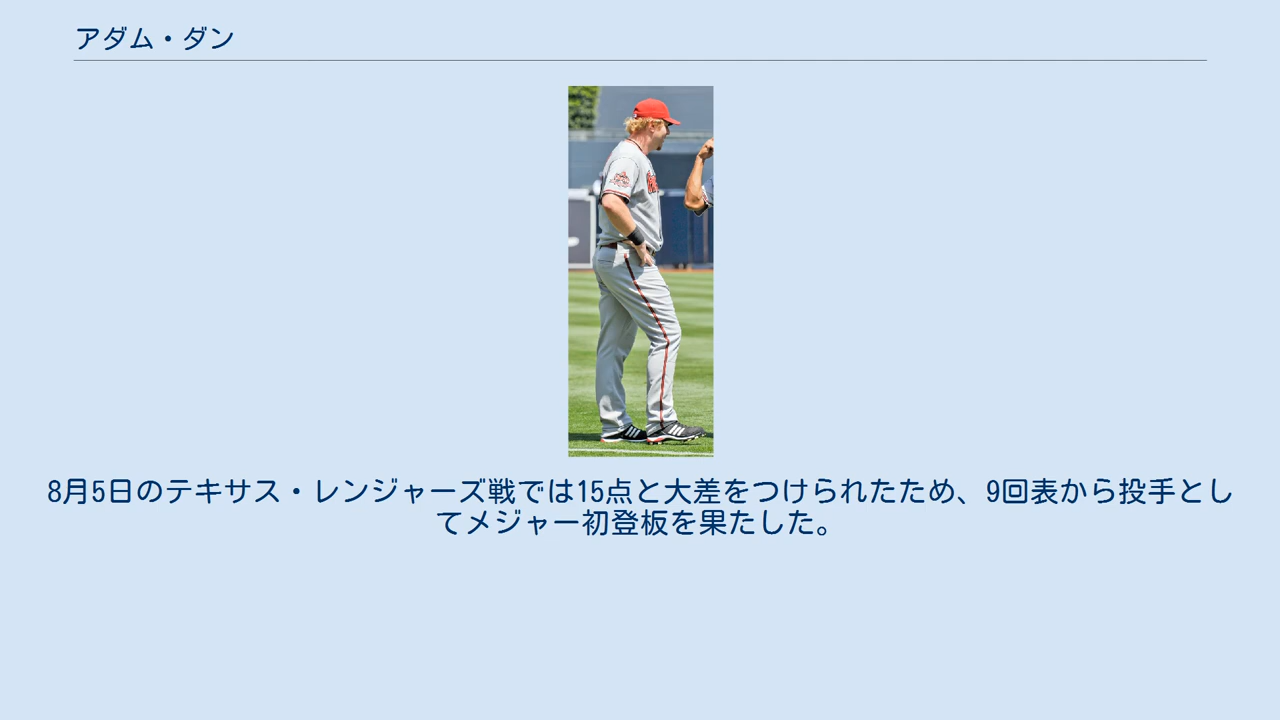 アダム・ダン
8月5日のテキサス・レンジャーズ戦では15点と大差をつけられたため、9回表から投手とし
てメジャー初登板を果たした。